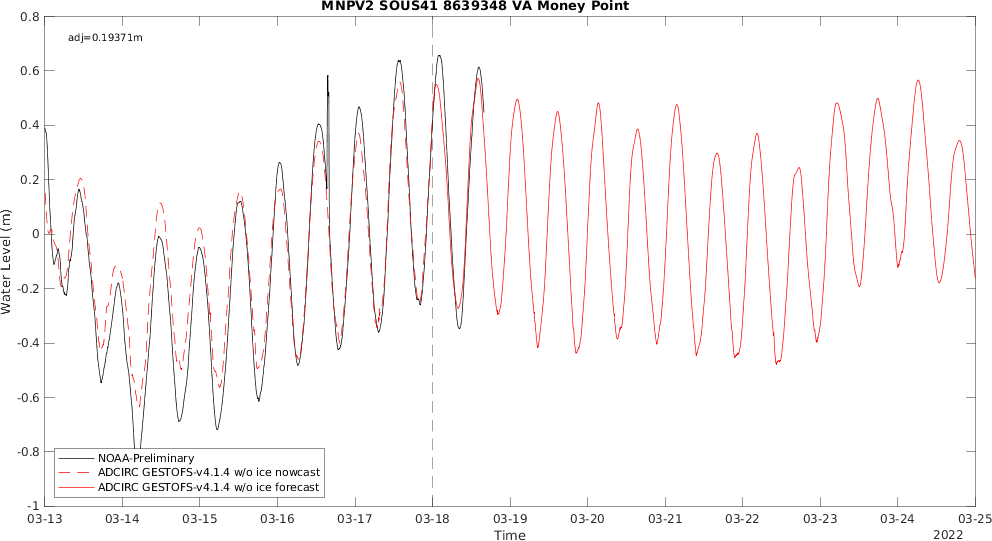 MNPV2 SOUS41 8639348 VA Money Point
adj=0.19371m
0.8
0.6
0.4
0.2
0
-0.2
-0.4
-0.6
-0.8
-1
Water Level (m)
NOAA-Preliminary
ADCIRC GESTOFS-v4.1.4 w/o ice nowcast
ADCIRC GESTOFS-v4.1.4 w/o ice forecast
03-13 03-14 03-15 03-16 03-17 03-18 03-19 03-20 03-21 03-22 03-23 03-24 03-25
Time
2022